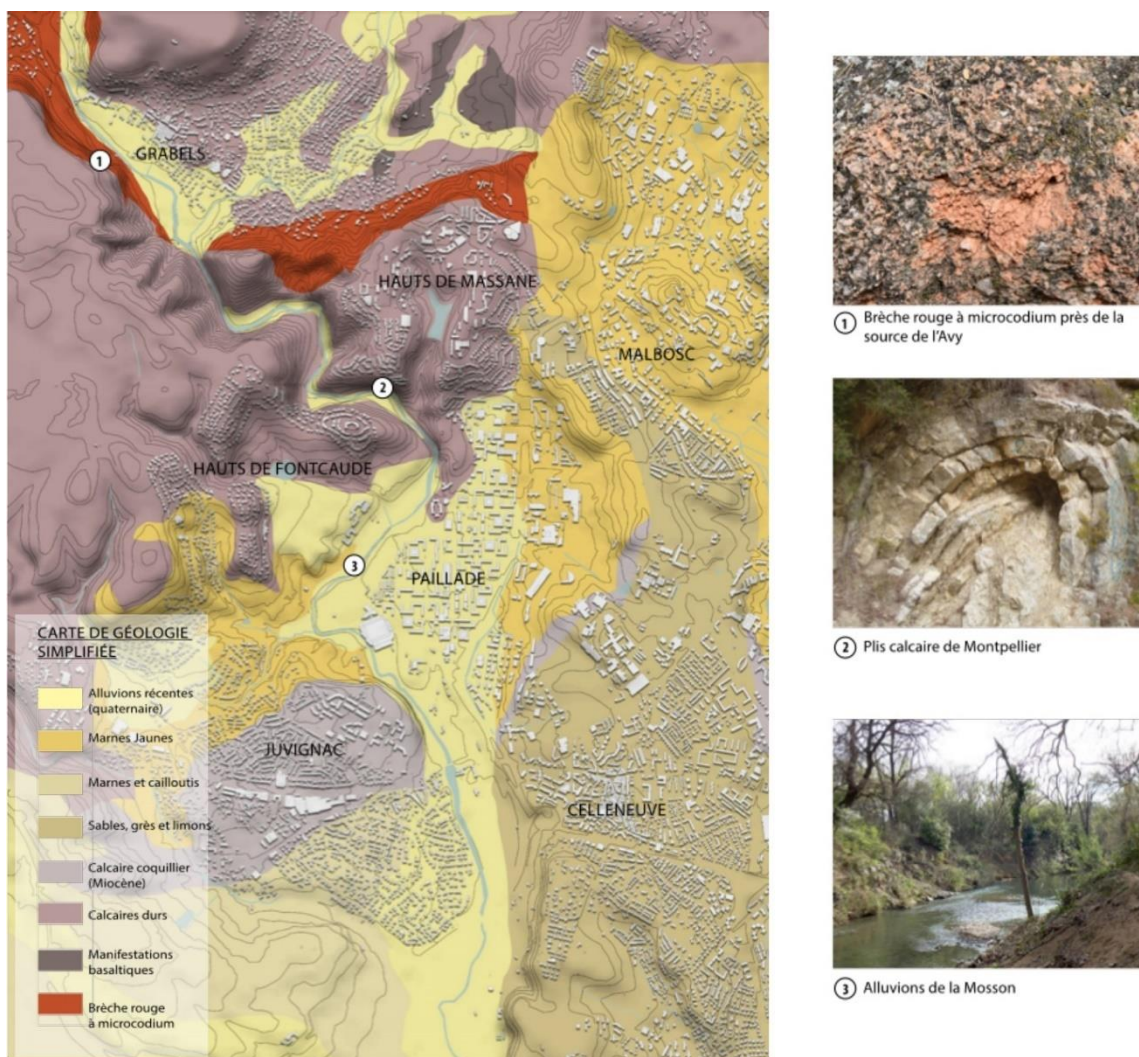 GRABELS
1
HAUTS DE MASSANE
MALBOSC
2
HAUTS DE FONTCAUDE
3
PAILLADE
CARTE DE GÉOLOGIE
SIMPLIFIÉE
Alluvions récentes
(quaternaire)
Marnes Jaunes
Marnes et cailloutis
Sables, grès et limons
Calcaire coquillier
(Miocène)
Calcaires durs
Manifestations
basaltiques
Brèche rouge
à microcodium
JUVIGNAC
CELLENEUVE
1 Brèche rouge à microcodium près de la
source de l'Avy
2 Plis calcaire de Montpellier
3 Alluvions de la Mosson